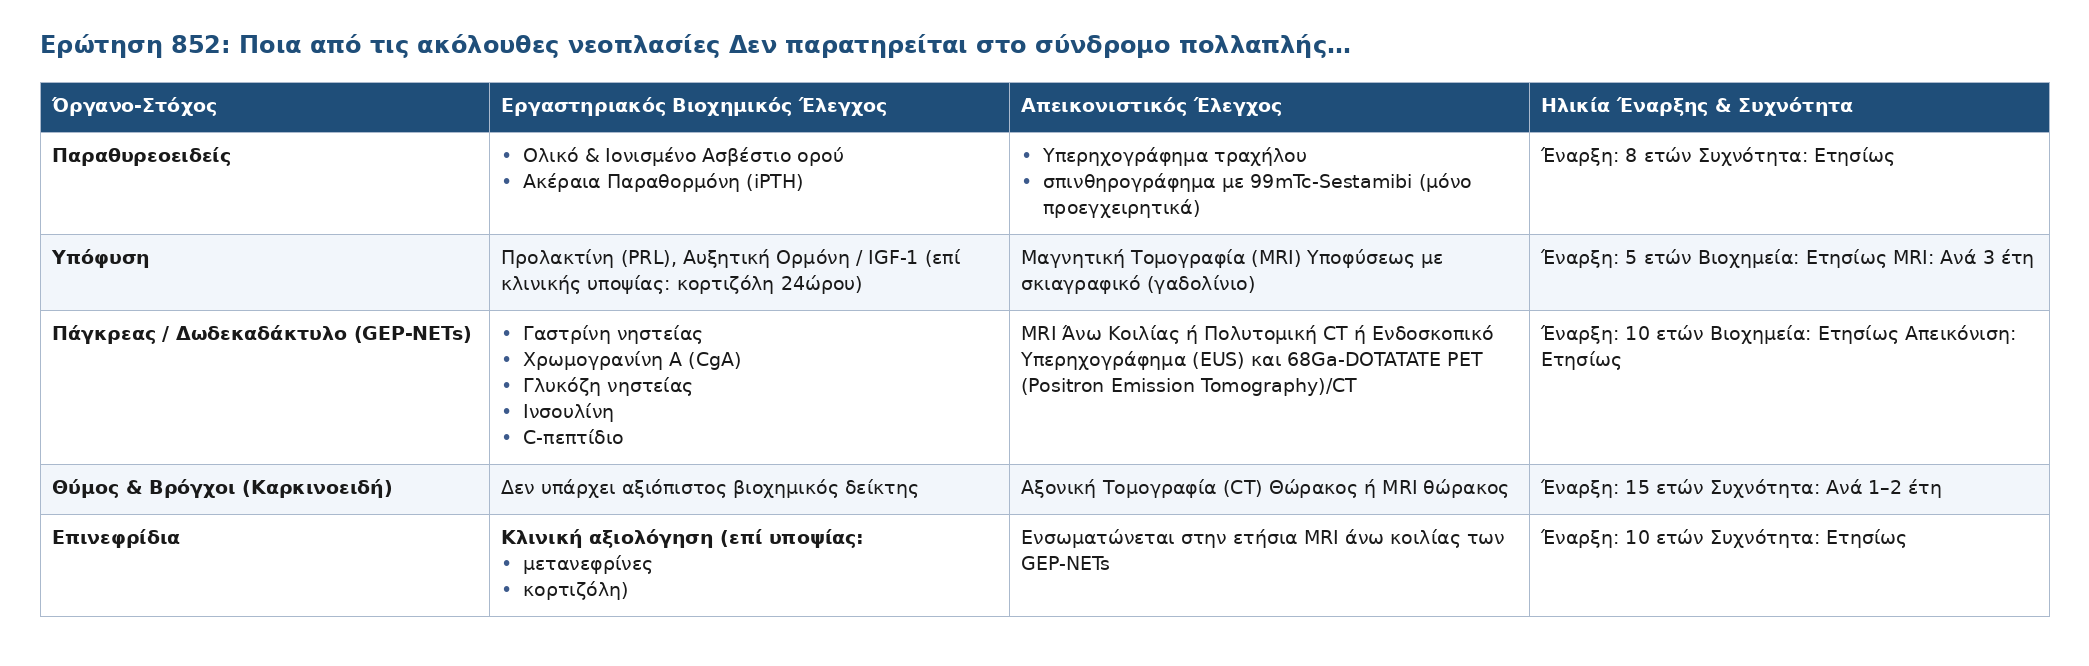 Ερώτηση 852: Ποια από τις ακόλουθες νεοπλασίες Δεν παρατηρείται στο σύνδρομο πολλαπλής…
Όργανο-Στόχος
Εργαστηριακός Βιοχημικός Έλεγχος
Απεικονιστικός Έλεγχος
Ηλικία Έναρξης & Συχνότητα
Παραθυρεοειδείς
• Ολικό & Ιονισμένο Ασβέστιο ορού
• Ακέραια Παραθορμόνη (iPTH)
• Υπερηχογράφημα τραχήλου
• σπινθηρογράφημα με 99mTc-Sestamibi (μόνο
προεγχειρητικά)
Έναρξη: 8 ετών Συχνότητα: Ετησίως
Υπόφυση
Προλακτίνη (PRL), Αυξητική Ορμόνη / IGF-1 (επί
κλινικής υποψίας: κορτιζόλη 24ώρου)
Μαγνητική Τομογραφία (MRI) Υποφύσεως με
σκιαγραφικό (γαδολίνιο)
Έναρξη: 5 ετών Βιοχημεία: Ετησίως MRI: Ανά 3 έτη
Πάγκρεας / Δωδεκαδάκτυλο (GEP-NETs)
• Γαστρίνη νηστείας
• Χρωμογρανίνη Α (CgA)
• Γλυκόζη νηστείας
• Ινσουλίνη
• C-πεπτίδιο
MRI Άνω Κοιλίας ή Πολυτομική CT ή Ενδοσκοπικό
Υπερηχογράφημα (EUS) και 68Ga-DOTATATE PET
(Positron Emission Tomography)/CT
Έναρξη: 10 ετών Βιοχημεία: Ετησίως Απεικόνιση:
Ετησίως
Θύμος & Βρόγχοι (Καρκινοειδή)
Δεν υπάρχει αξιόπιστος βιοχημικός δείκτης
Αξονική Τομογραφία (CT) Θώρακος ή MRI θώρακος
Έναρξη: 15 ετών Συχνότητα: Ανά 1–2 έτη
Επινεφρίδια
Κλινική αξιολόγηση (επί υποψίας:
• μετανεφρίνες
• κορτιζόλη)
Ενσωματώνεται στην ετήσια MRI άνω κοιλίας των
GEP-NETs
Έναρξη: 10 ετών Συχνότητα: Ετησίως